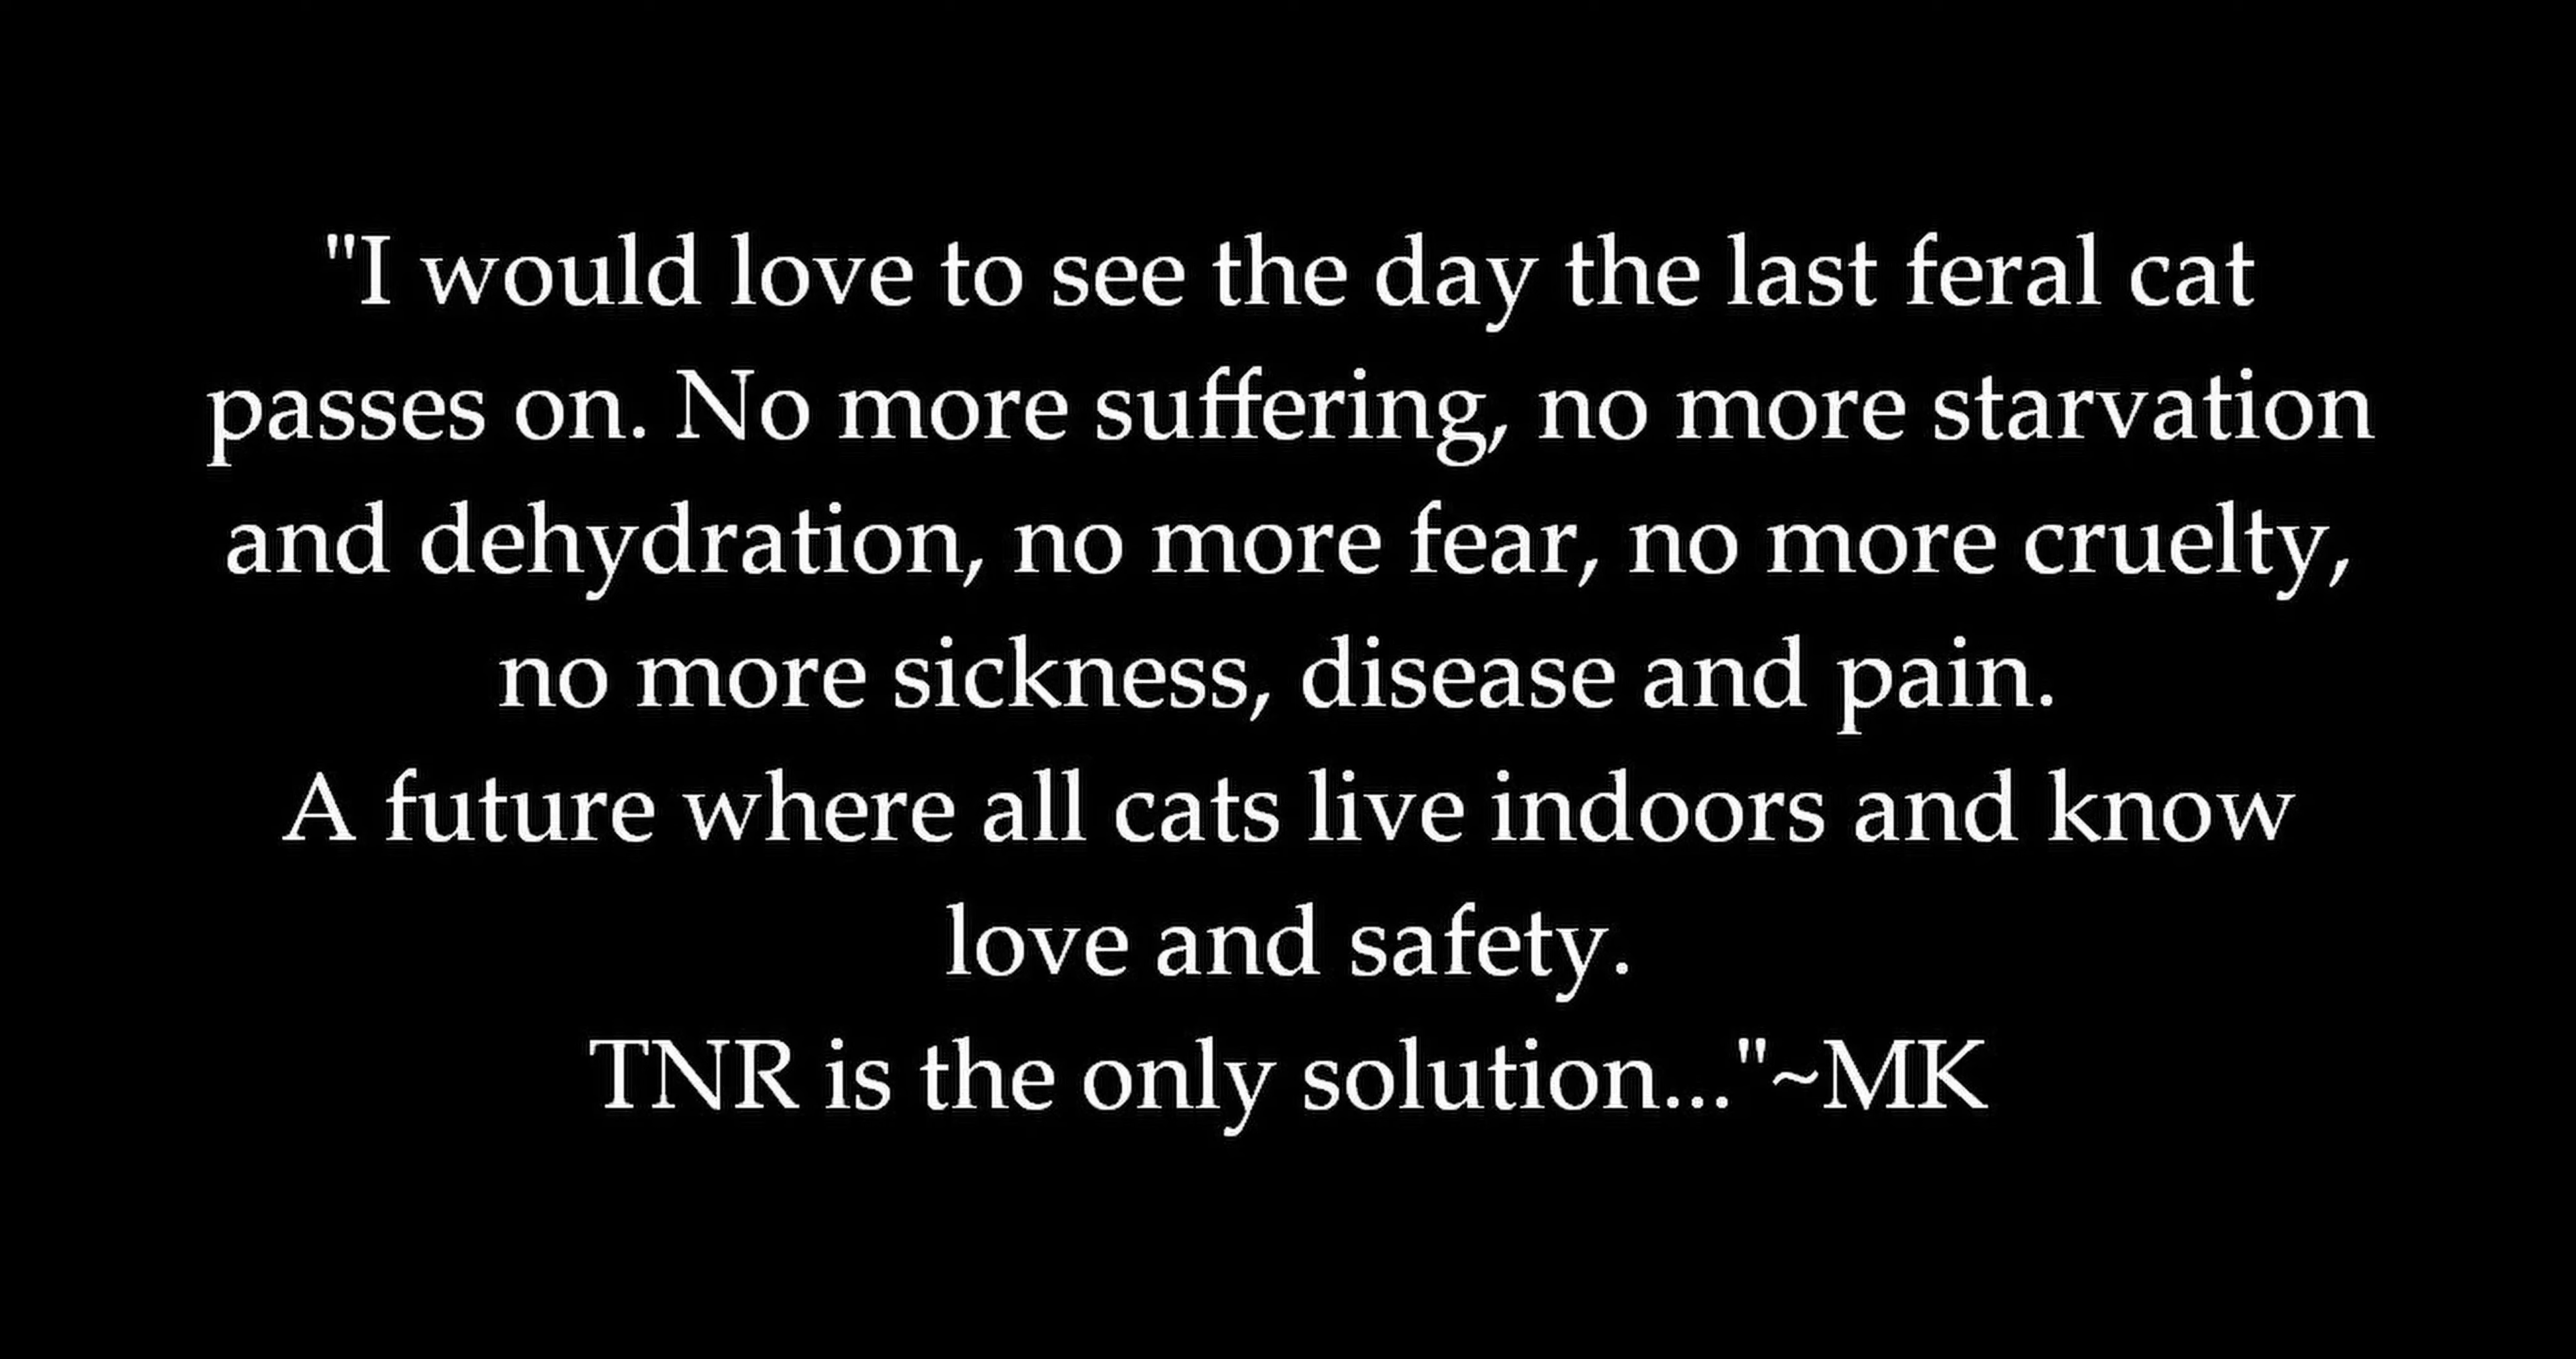 "I would love to see the day the last feral cat
passes on. No more suffering, no more starvation
and dehydration, no more fear, no more cruelty,
no more sickness, disease and pain.
A future where all cats live indoors and know
love and safety.
TNR is the only solution..."~MK